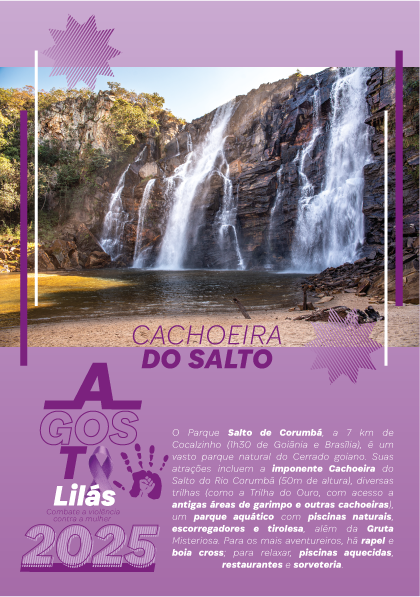 CACHOEIRA
DO SALTO
A
GOS
TO
Lilás
Combate a violência
contra a mulher
2025
O Parque Salto de Corumbá, a 7 km de
Cocalzinho (1h30 de Goiânia e Brasília), é um
vasto parque natural do Cerrado goiano. Suas
atrações incluem a imponente Cachoeira do
Salto do Rio Corumbá (50m de altura), diversas
trilhas (como a Trilha do Ouro, com acesso a
antigas áreas de garimpo e outras cachoeiras),
um parque aquático com piscinas naturais,
escorregadores e tirolesa, além da Gruta
Misteriosa. Para os mais aventureiros, há rapel e
boia cross; para relaxar, piscinas aquecidas,
restaurantes e sorveteria.